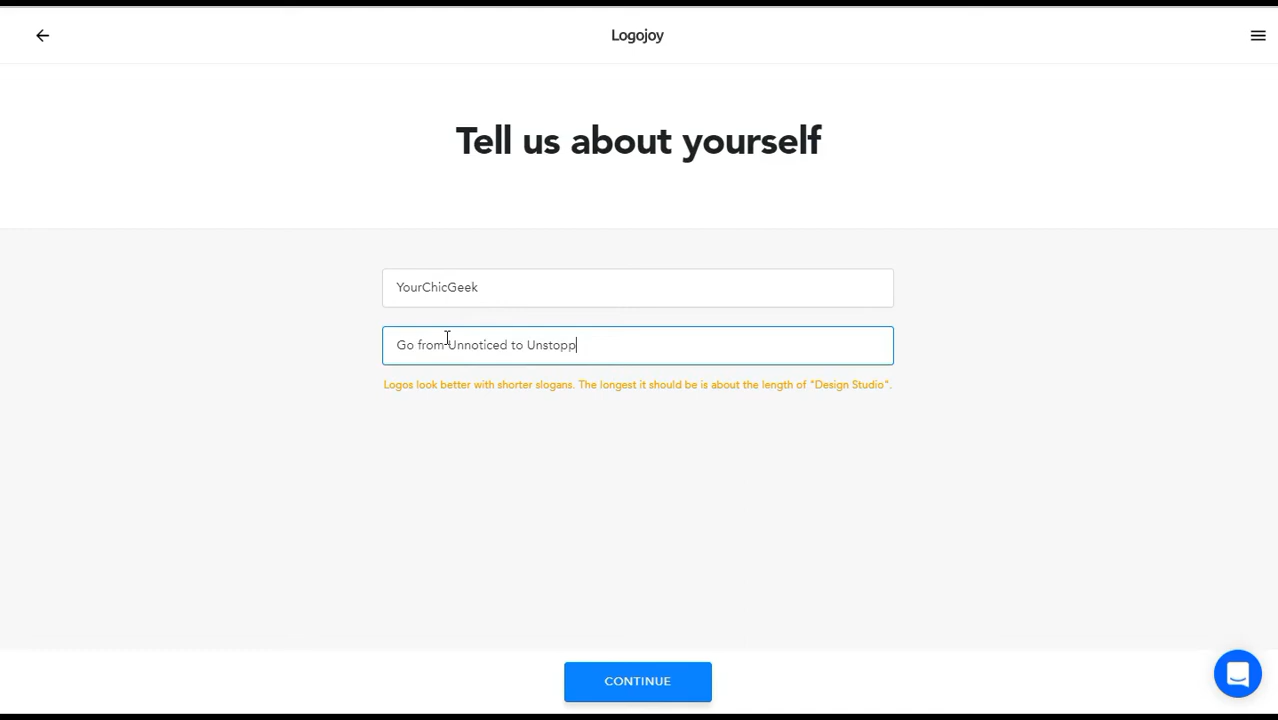 Logojoy
Tell us about yourself
YourChicGeek
Go from Unnoticed to Unstopp
Logos look better with shorter slogans. The longest it should be is about the length of "Design Studio".
CONTINUE